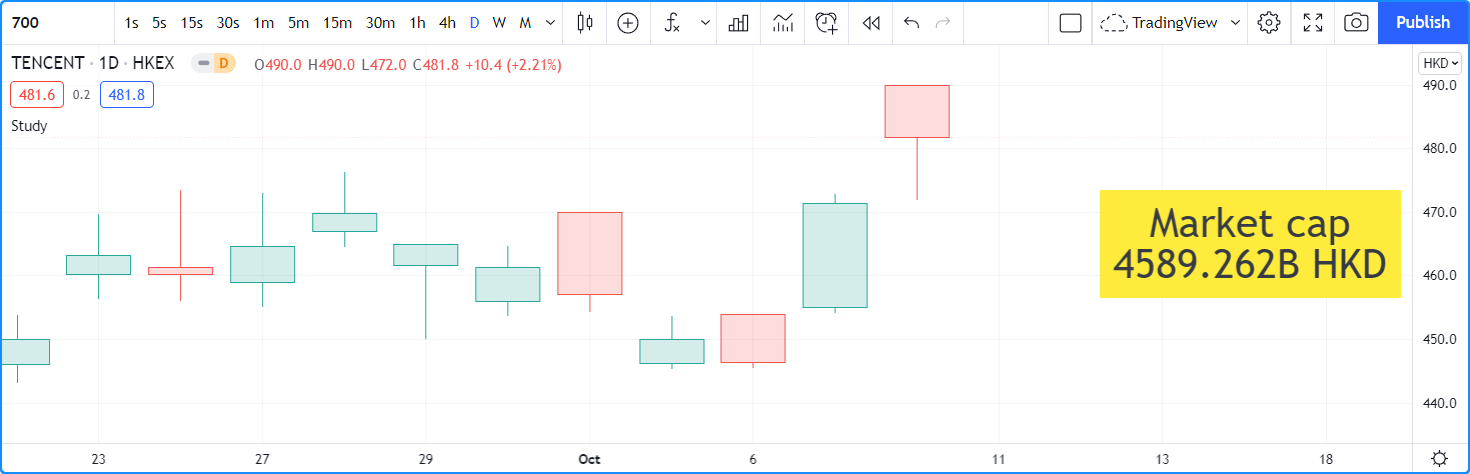 700 1s 5s 15s 30s 1m 5m 15m 30m 1h 4h D W M TradingView Publish
TENCENT · 1D · HKEX D O490.0 H490.0 L472.0 C481.8 +10.4 (+2.21%) HKD
481.6 0.2 481.8
Study
490.0
480.0
470.0
460.0
450.0
440.0
Market cap
4589.262B HKD
23 27 29 Oct 6 11 13 18